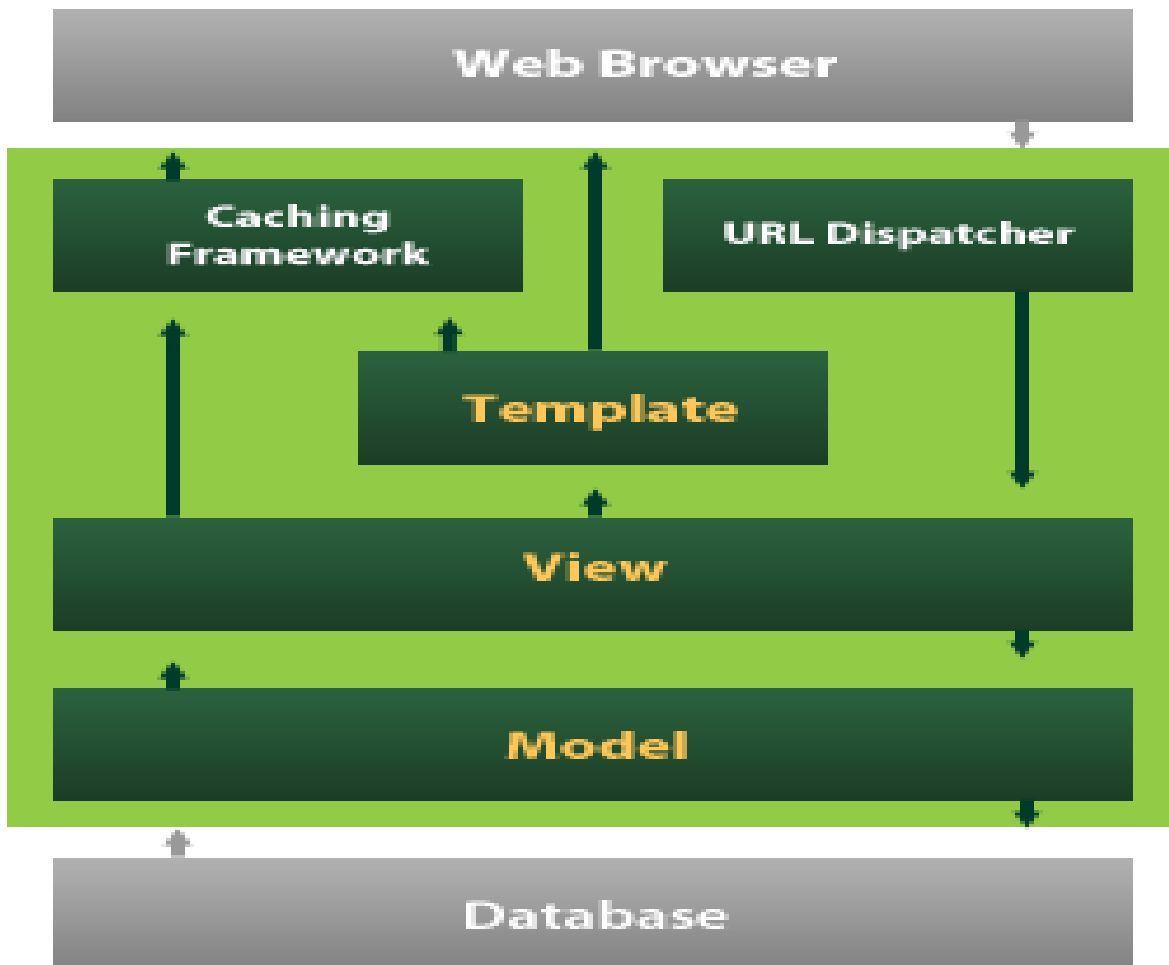 Web Browser
Caching
Framework
URL Dispatcher
Template
View
Model
Database